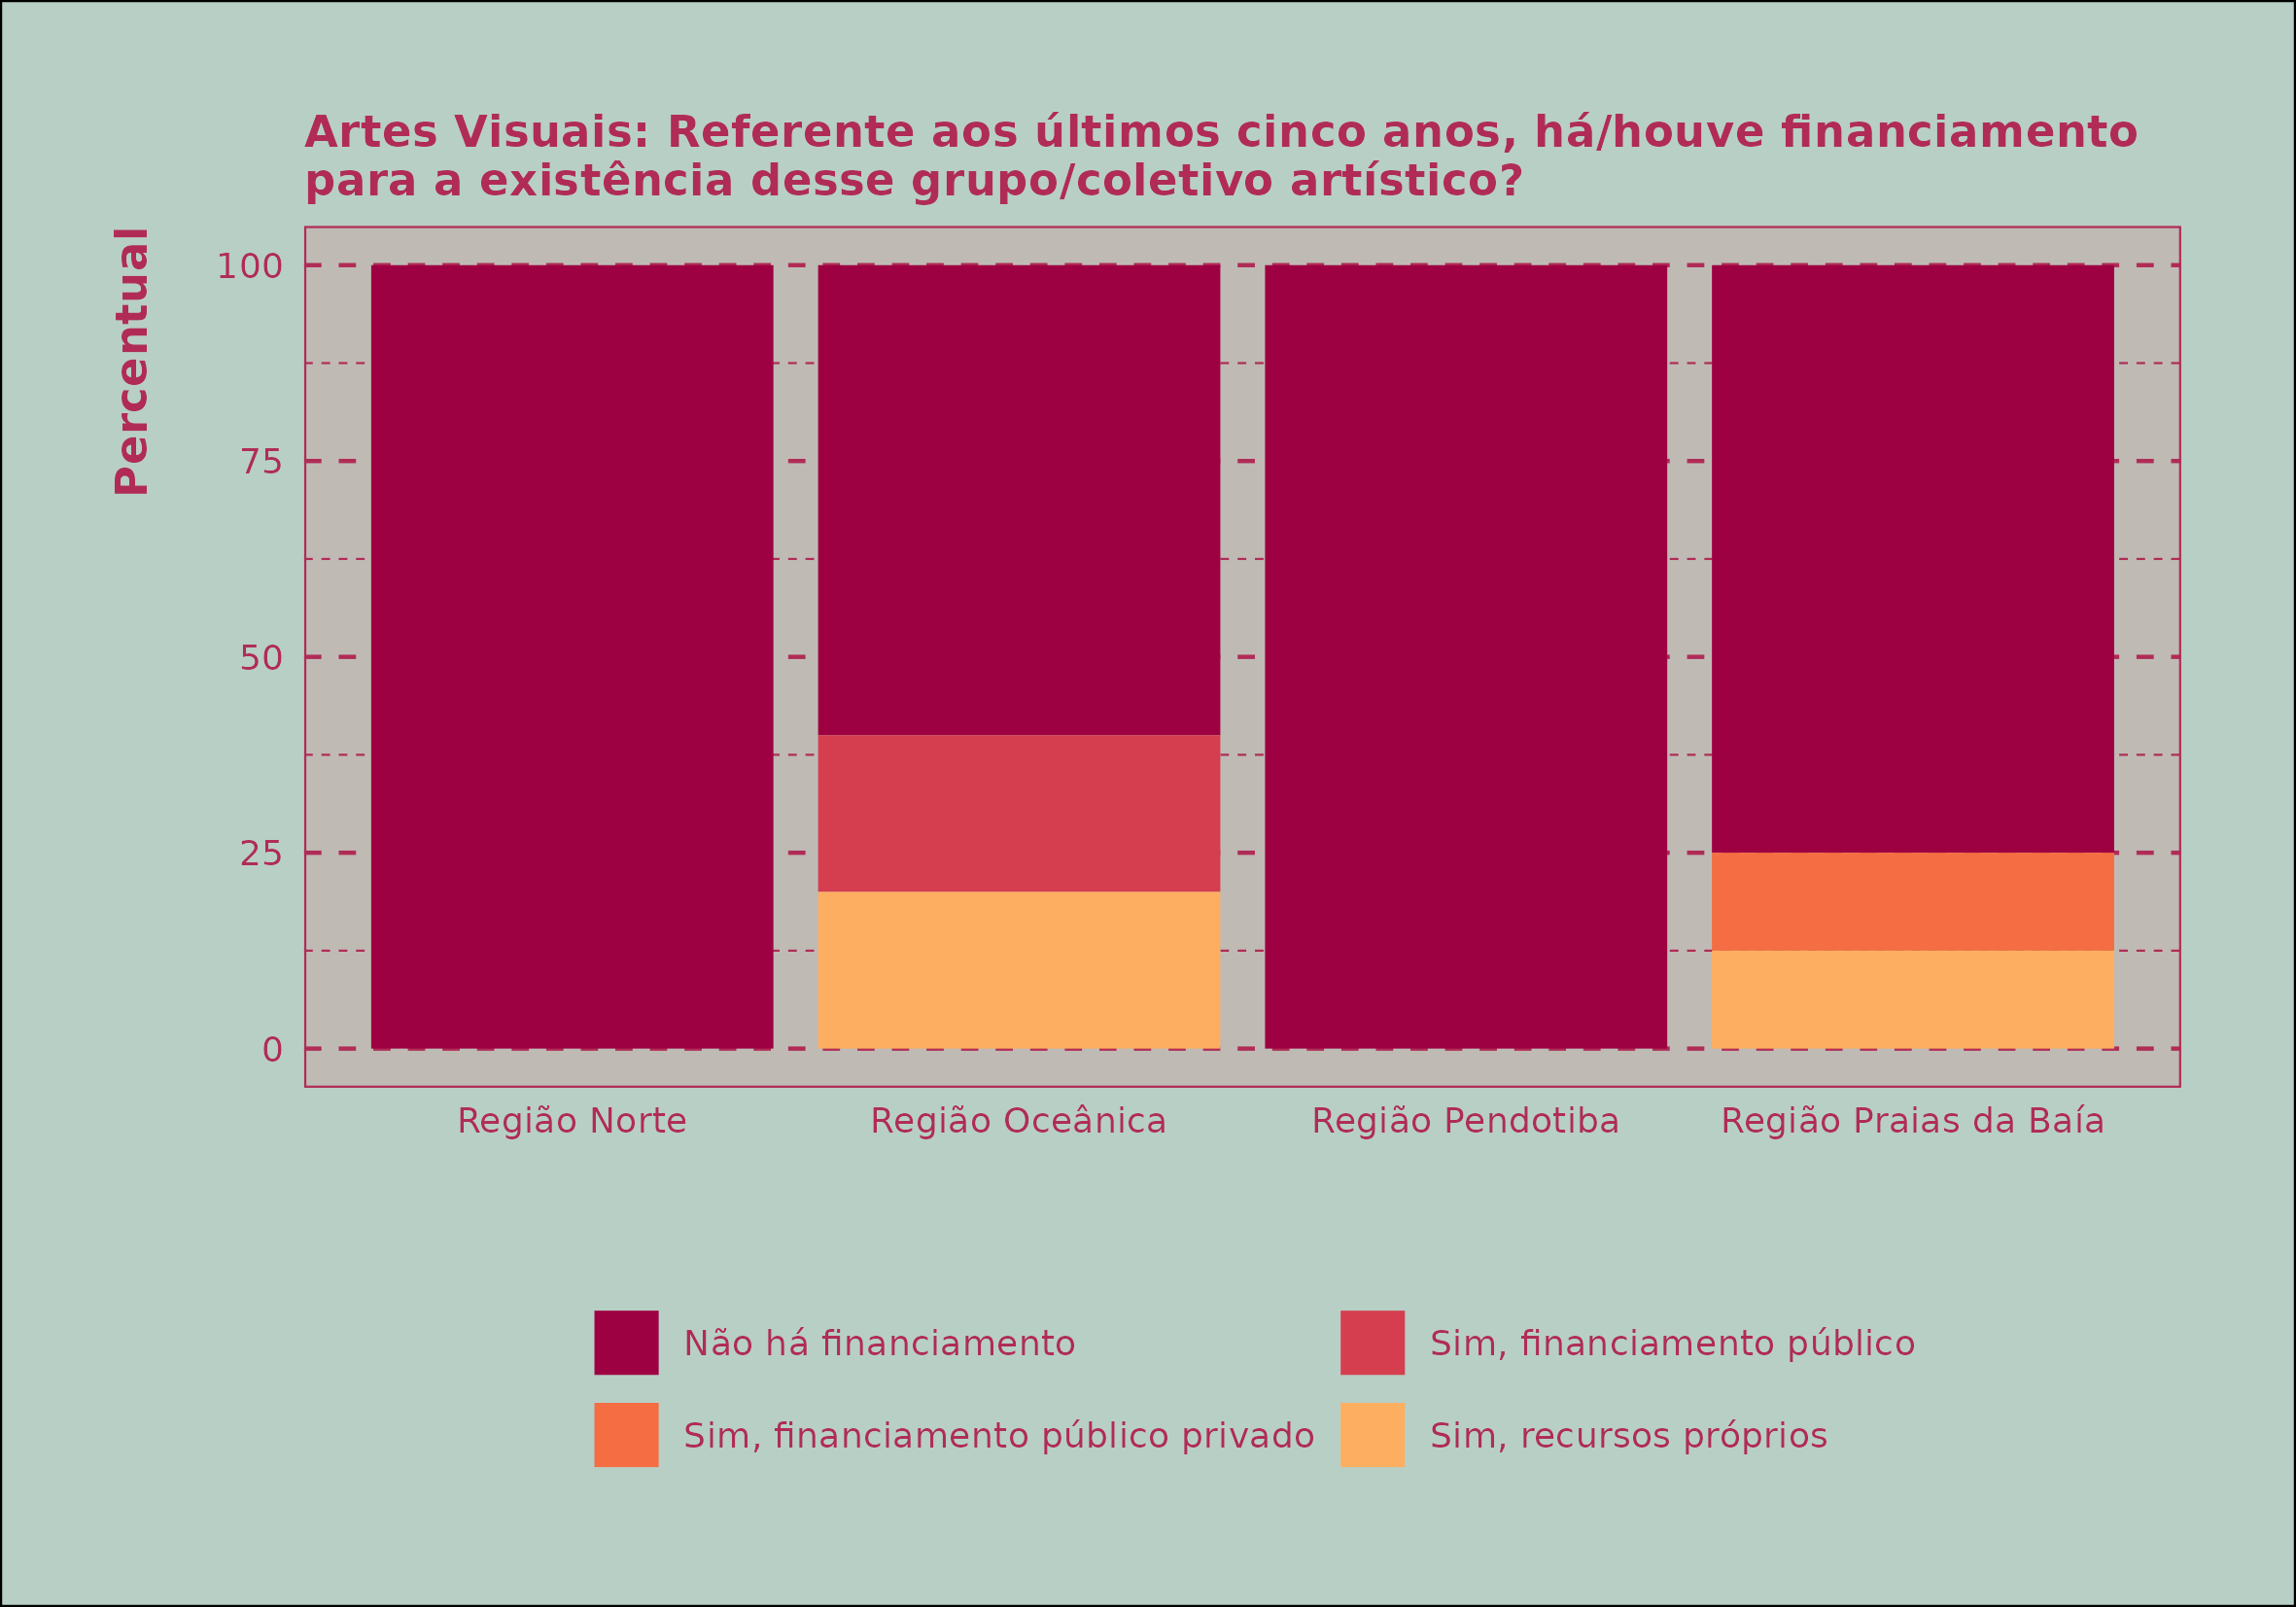 Artes Visuais: Referente aos últimos cinco anos, há/houve financiamento
para a existência desse grupo/coletivo artístico?
Percentual
100
75
50
25
0
Região Norte
Região Oceânica
Região Pendotiba
Região Praias da Baía
Não há financiamento
Sim, financiamento público
Sim, financiamento público privado
Sim, recursos próprios